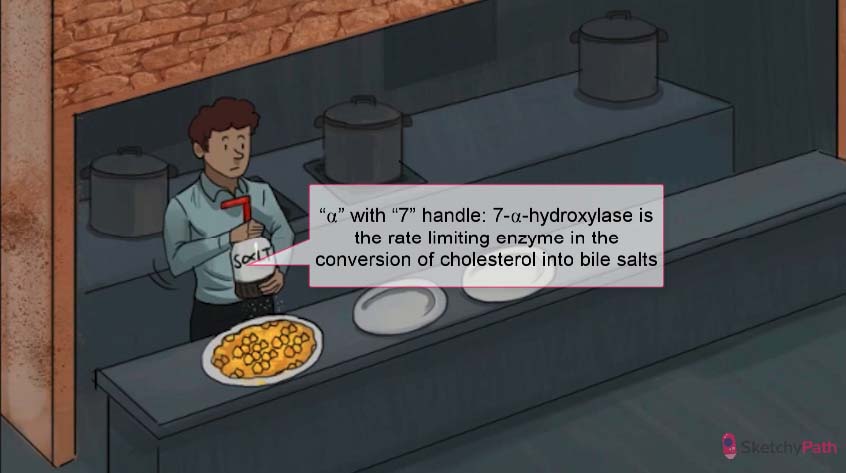 “α” with “7” handle: 7-α-hydroxylase is
the rate limiting enzyme in the
conversion of cholesterol into bile salts
SαLT
SketchyPath